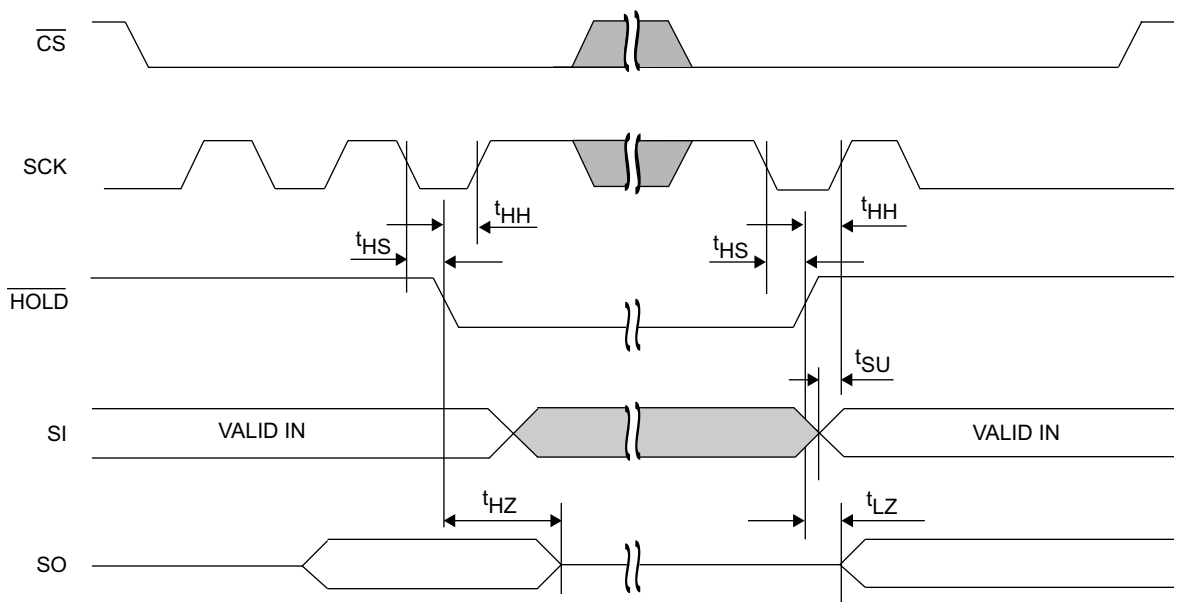 CS
SCK
tHH
tHH
tHS
tHS
HOLD
tSU
SI
VALID IN
VALID IN
tHZ
tLZ
SO